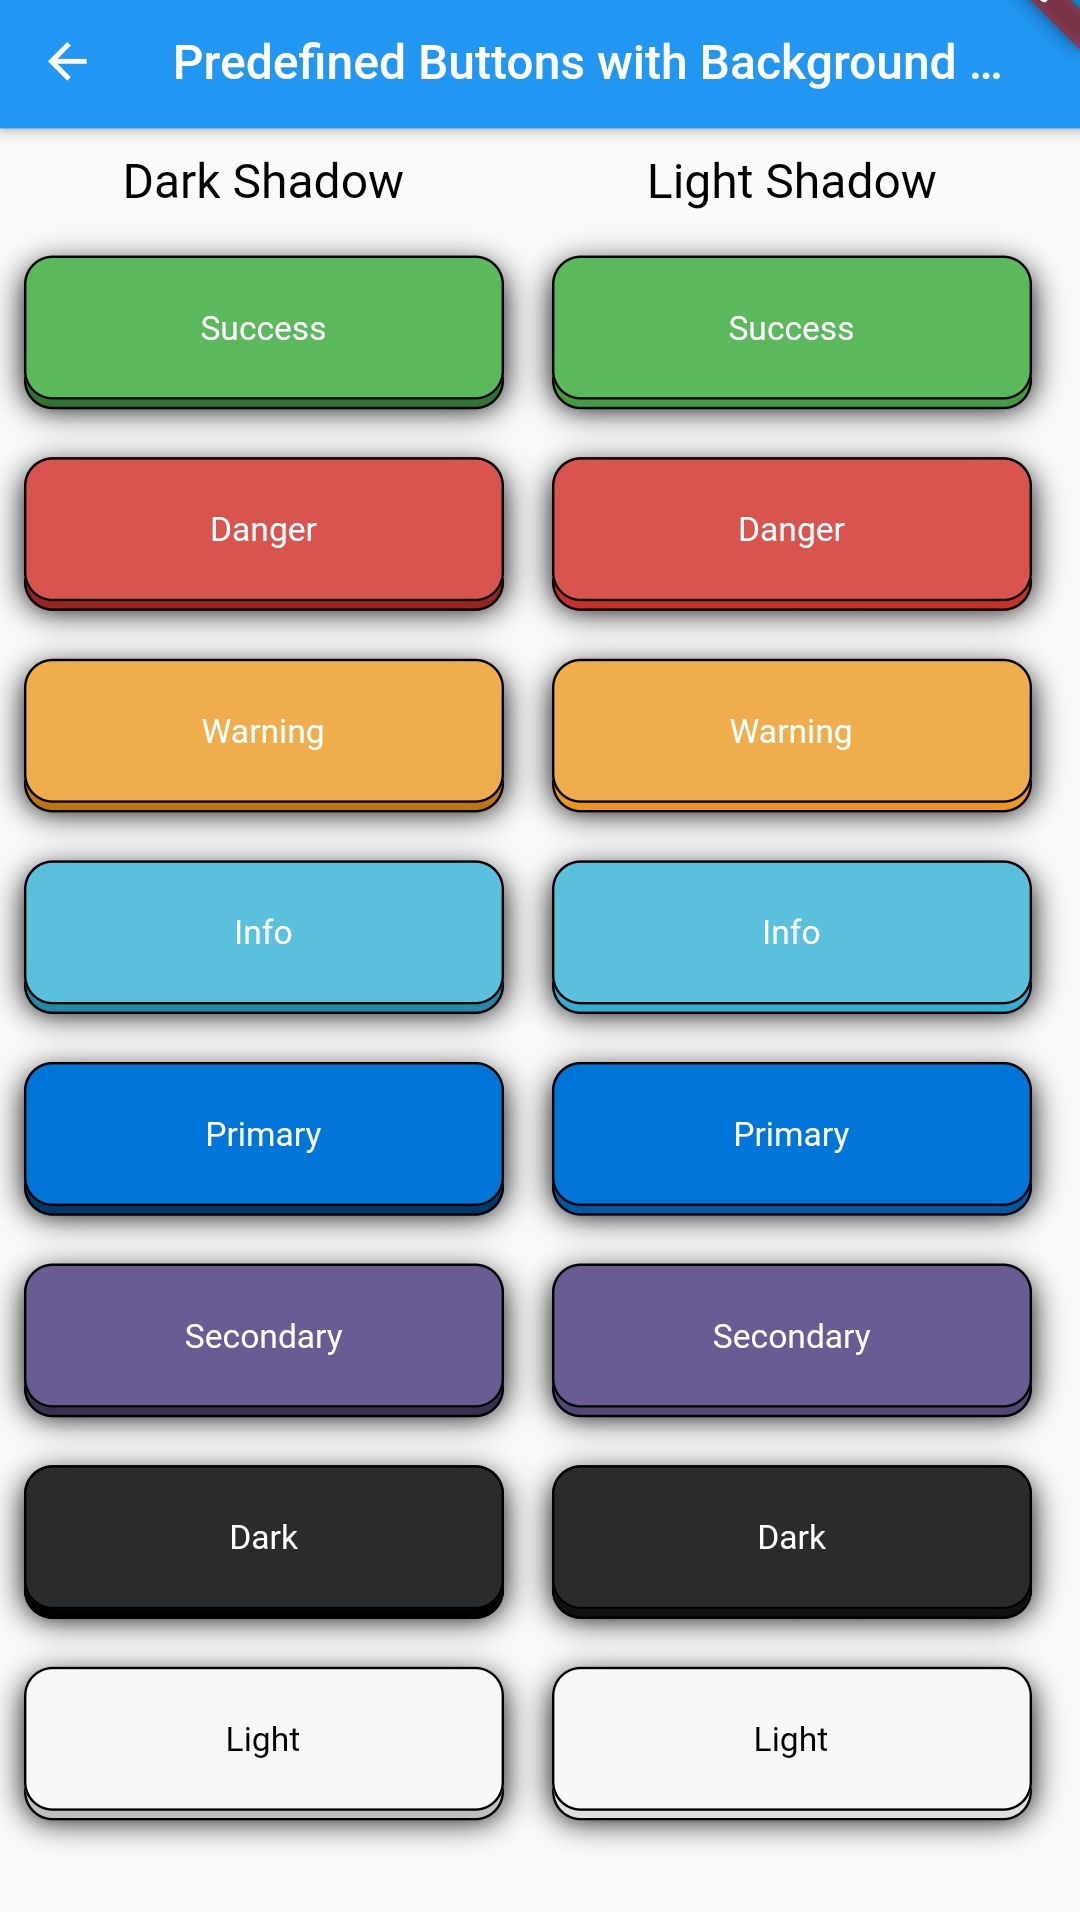 Predefined Buttons with Background ...
Dark Shadow Light Shadow
Success Success
Danger Danger
Warning Warning
Info Info
Primary Primary
Secondary Secondary
Dark Dark
Light Light